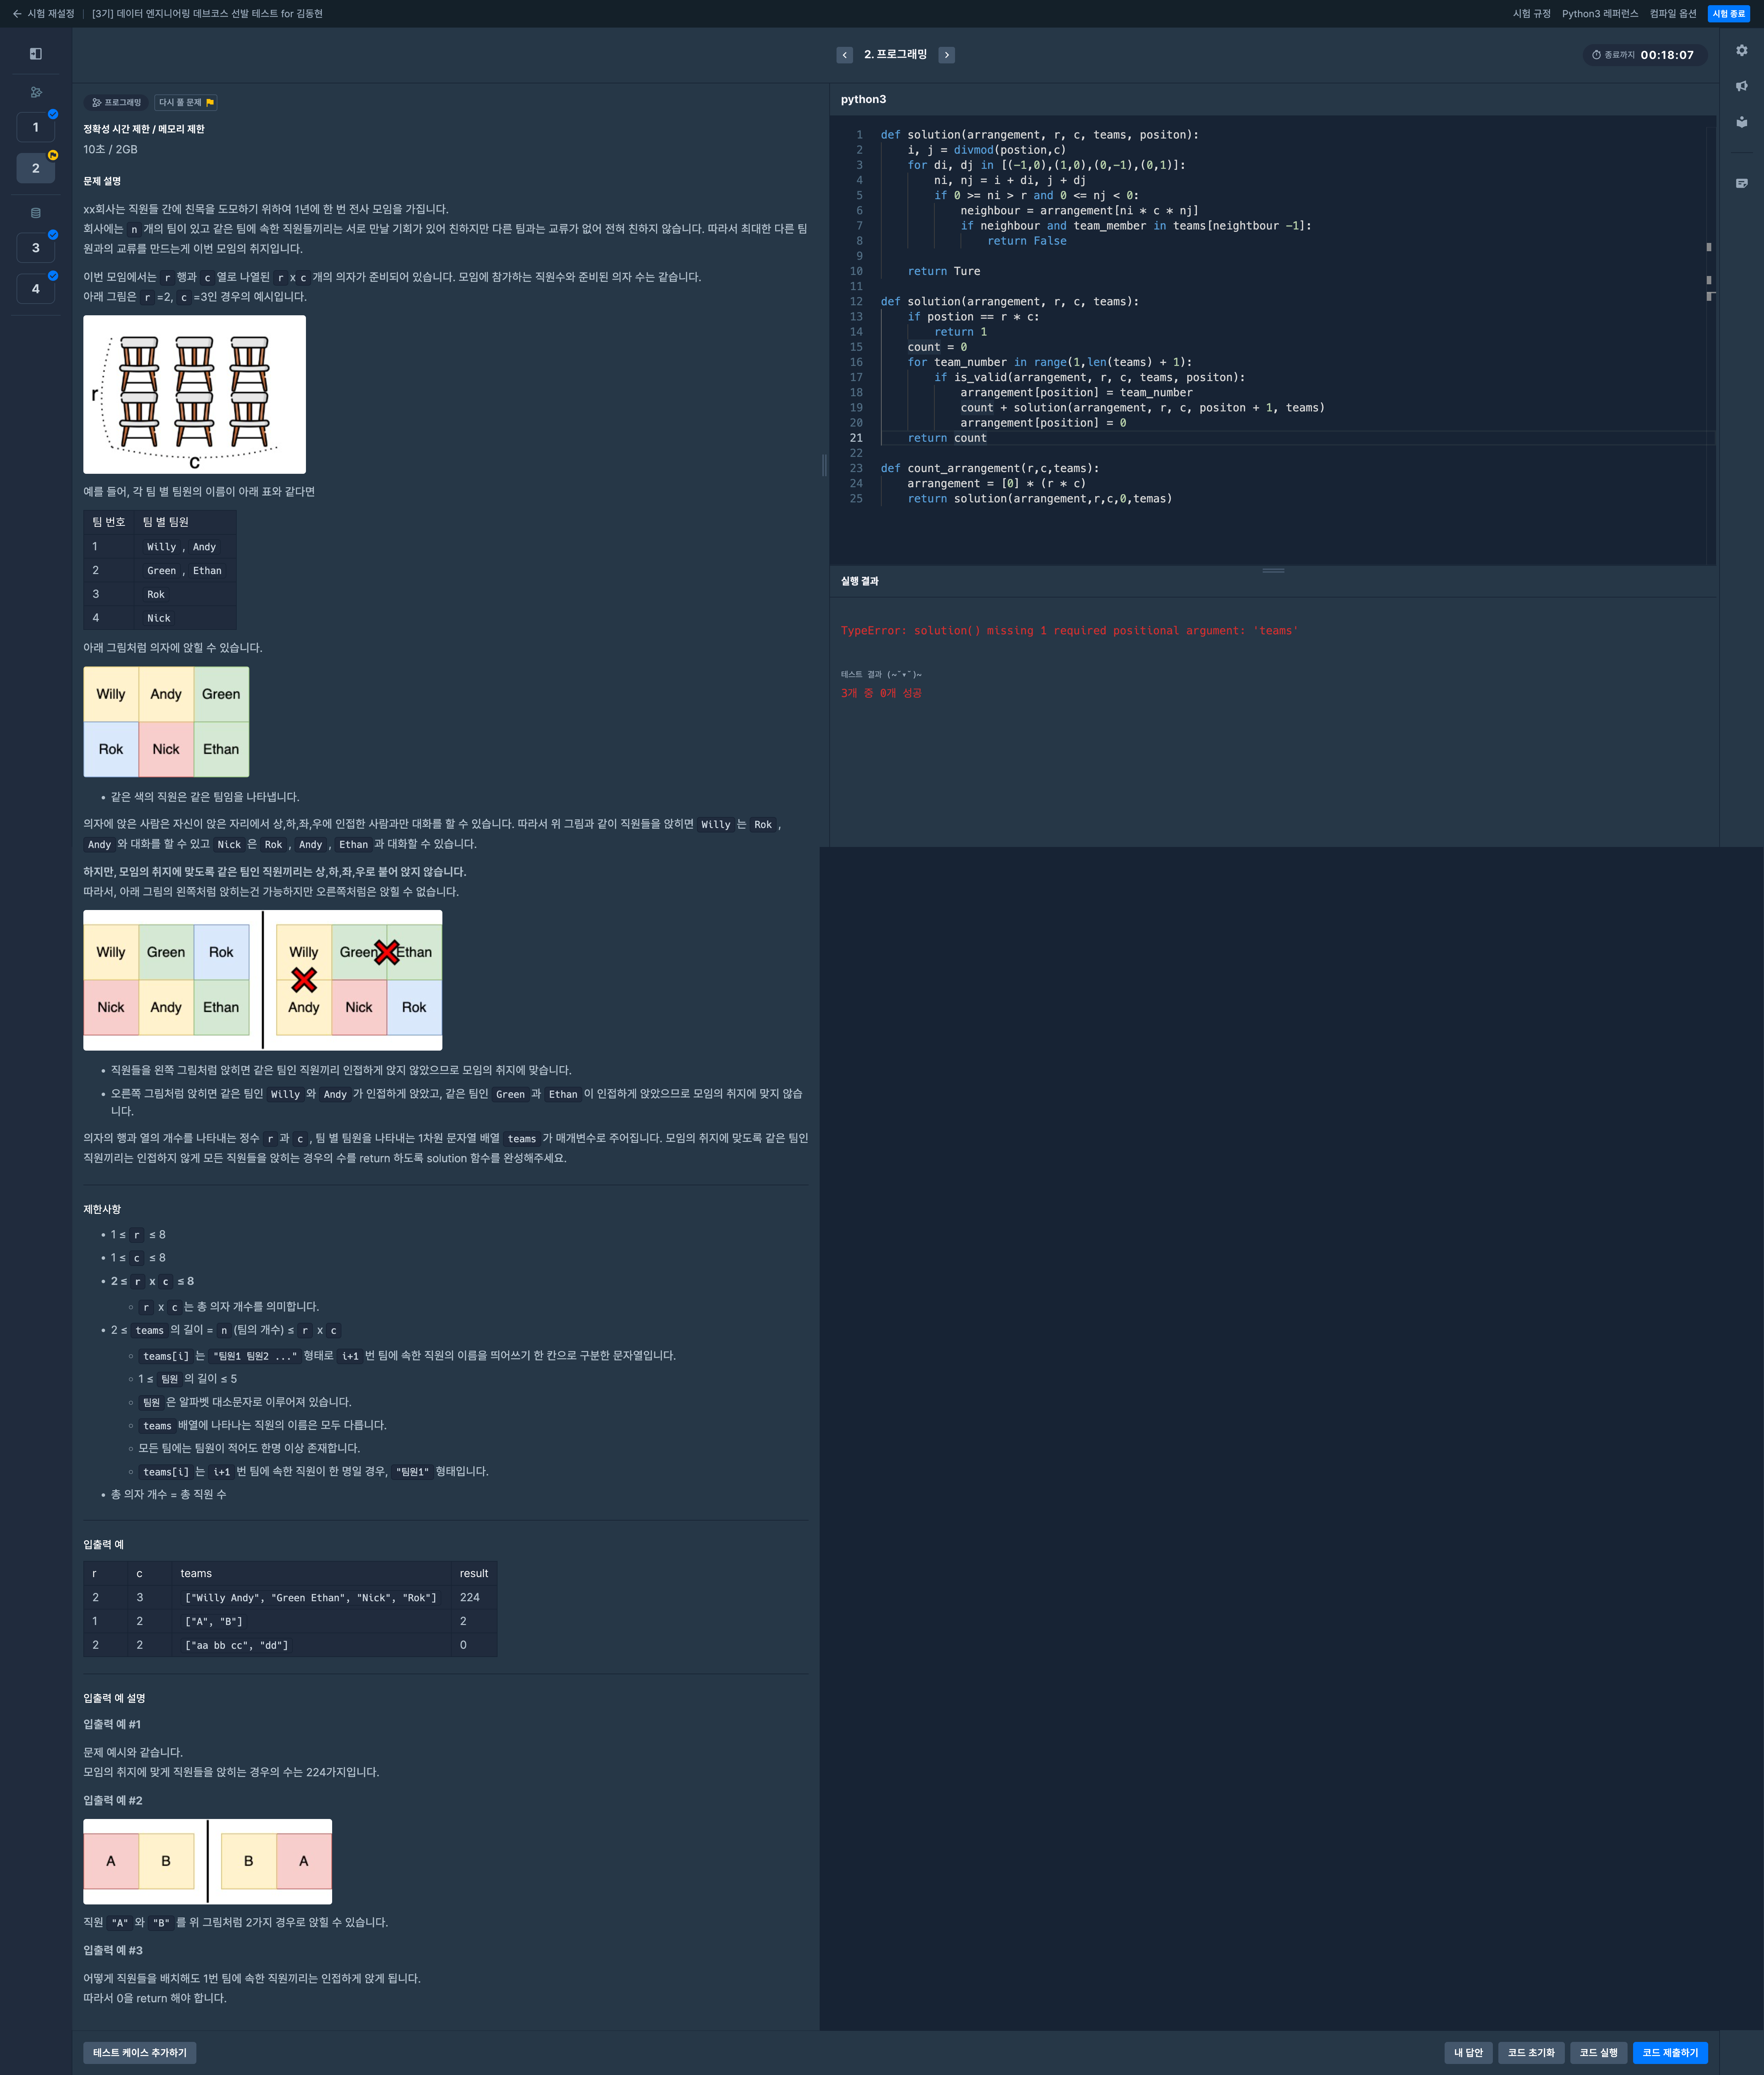 시험 재설정 [3기] 데이터 엔지니어링 데브코스 선발 테스트 for 김동현
시험 규정 Python3 레퍼런스 컴파일 옵션 시험 종료
2. 프로그래밍
종료까지 00:18:07
1
2
3
4
프로그래밍 다시 풀 문제
정확성 시간 제한 / 메모리 제한
10초 / 2GB
문제 설명
xx회사는 직원들 간에 친목을 도모하기 위하여 1년에 한 번 전사 모임을 가집니다.
회사에는 n 개의 팀이 있고 같은 팀에 속한 직원들끼리는 서로 만날 기회가 있어 친하지만 다른 팀과는 교류가 없어 전혀 친하지 않습니다. 따라서 최대한 다른 팀
원과의 교류를 만드는게 이번 모임의 취지입니다.
이번 모임에서는 r 행과 c 열로 나열된 r x c 개의 의자가 준비되어 있습니다. 모임에 참가하는 직원수와 준비된 의자 수는 같습니다.
아래 그림은 r =2, c =3인 경우의 예시입니다.
r
c
예를 들어, 각 팀 별 팀원의 이름이 아래 표와 같다면
팀 번호 팀 별 팀원
1 Willy , Andy
2 Green , Ethan
3 Rok
4 Nick
아래 그림처럼 의자에 앉힐 수 있습니다.
Willy Andy Green
Rok Nick Ethan
• 같은 색의 직원은 같은 팀임을 나타냅니다.
의자에 앉은 사람은 자신이 앉은 자리에서 상,하,좌,우에 인접한 사람과만 대화를 할 수 있습니다. 따라서 위 그림과 같이 직원들을 앉히면 Willy 는 Rok ,
Andy 와 대화를 할 수 있고 Nick 은 Rok , Andy , Ethan 과 대화할 수 있습니다.
하지만, 모임의 취지에 맞도록 같은 팀인 직원끼리는 상,하,좌,우로 붙어 앉지 않습니다.
따라서, 아래 그림의 왼쪽처럼 앉히는건 가능하지만 오른쪽처럼은 앉힐 수 없습니다.
Willy Green Rok Willy Green Ethan
Nick Andy Ethan Andy Nick Rok
• 직원들을 왼쪽 그림처럼 앉히면 같은 팀인 직원끼리 인접하게 앉지 않았으므로 모임의 취지에 맞습니다.
• 오른쪽 그림처럼 앉히면 같은 팀인 Willy 와 Andy 가 인접하게 앉았고, 같은 팀인 Green 과 Ethan 이 인접하게 앉았으므로 모임의 취지에 맞지 않습
니다.
의자의 행과 열의 개수를 나타내는 정수 r 과 c , 팀 별 팀원을 나타내는 1차원 문자열 배열 teams 가 매개변수로 주어집니다. 모임의 취지에 맞도록 같은 팀인
직원끼리는 인접하지 않게 모든 직원들을 앉히는 경우의 수를 return 하도록 solution 함수를 완성해주세요.
제한사항
• 1 ≤ r ≤ 8
• 1 ≤ c ≤ 8
• 2 ≤ r x c ≤ 8
◦ r x c 는 총 의자 개수를 의미합니다.
• 2 ≤ teams 의 길이 = n (팀의 개수) ≤ r x c
◦ teams[i] 는 "팀원1 팀원2 ..." 형태로 i+1 번 팀에 속한 직원의 이름을 띄어쓰기 한 칸으로 구분한 문자열입니다.
◦ 1 ≤ 팀원 의 길이 ≤ 5
◦ 팀원 은 알파벳 대소문자로 이루어져 있습니다.
◦ teams 배열에 나타나는 직원의 이름은 모두 다릅니다.
◦ 모든 팀에는 팀원이 적어도 한명 이상 존재합니다.
◦ teams[i] 는 i+1 번 팀에 속한 직원이 한 명일 경우, "팀원1" 형태입니다.
• 총 의자 개수 = 총 직원 수
입출력 예
r c teams result
2 3 ["Willy Andy", "Green Ethan", "Nick", "Rok"] 224
1 2 ["A", "B"] 2
2 2 ["aa bb cc", "dd"] 0
입출력 예 설명
입출력 예 #1
문제 예시와 같습니다.
모임의 취지에 맞게 직원들을 앉히는 경우의 수는 224가지입니다.
입출력 예 #2
A B B A
직원 "A" 와 "B" 를 위 그림처럼 2가지 경우로 앉힐 수 있습니다.
입출력 예 #3
어떻게 직원들을 배치해도 1번 팀에 속한 직원끼리는 인접하게 앉게 됩니다.
따라서 0을 return 해야 합니다.
python3
1 def solution(arrangement, r, c, teams, positon):
2 i, j = divmod(postion,c)
3 for di, dj in [(-1,0),(1,0),(0,-1),(0,1)]:
4 ni, nj = i + di, j + dj
5 if 0 >= ni > r and 0 <= nj < 0:
6 neighbour = arrangement[ni * c * nj]
7 if neighbour and team_member in teams[neightbour -1]:
8 return False
9
10 return Ture
11
12 def solution(arrangement, r, c, teams):
13 if postion == r * c:
14 return 1
15 count = 0
16 for team_number in range(1,len(teams) + 1):
17 if is_valid(arrangement, r, c, teams, positon):
18 arrangement[position] = team_number
19 count + solution(arrangement, r, c, positon + 1, teams)
20 arrangement[position] = 0
21 return count
22
23 def count_arrangement(r,c,teams):
24 arrangement = [0] * (r * c)
25 return solution(arrangement,r,c,0,temas)
실행 결과
TypeError: solution() missing 1 required positional argument: 'teams'
테스트 결과 (~˘▾˘)~
3개 중 0개 성공
테스트 케이스 추가하기
내 답안 코드 초기화 코드 실행 코드 제출하기